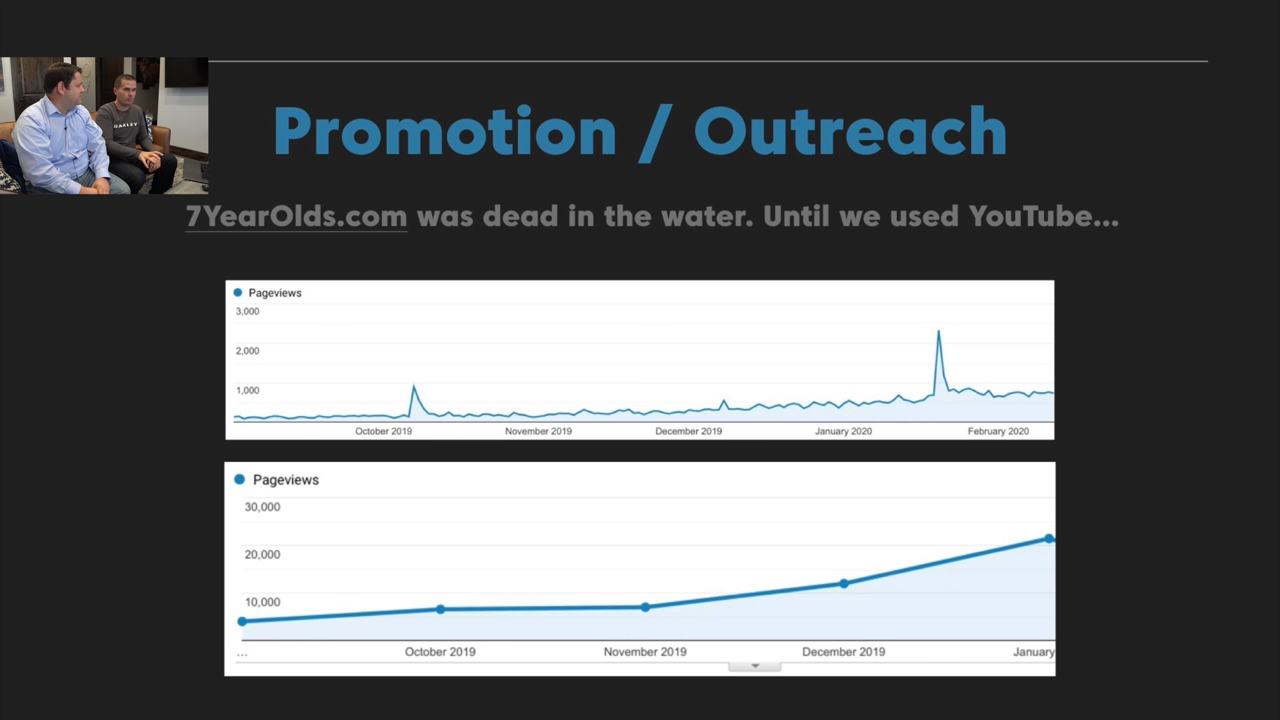 OAKLEY
Promotion / Outreach
7YearOlds.com was dead in the water. Until we used YouTube...
Pageviews
3,000
2,000
1,000
October 2019
November 2019
December 2019
January 2020
February 2020
Pageviews
30,000
20,000
10,000
...
October 2019
November 2019
December 2019
January